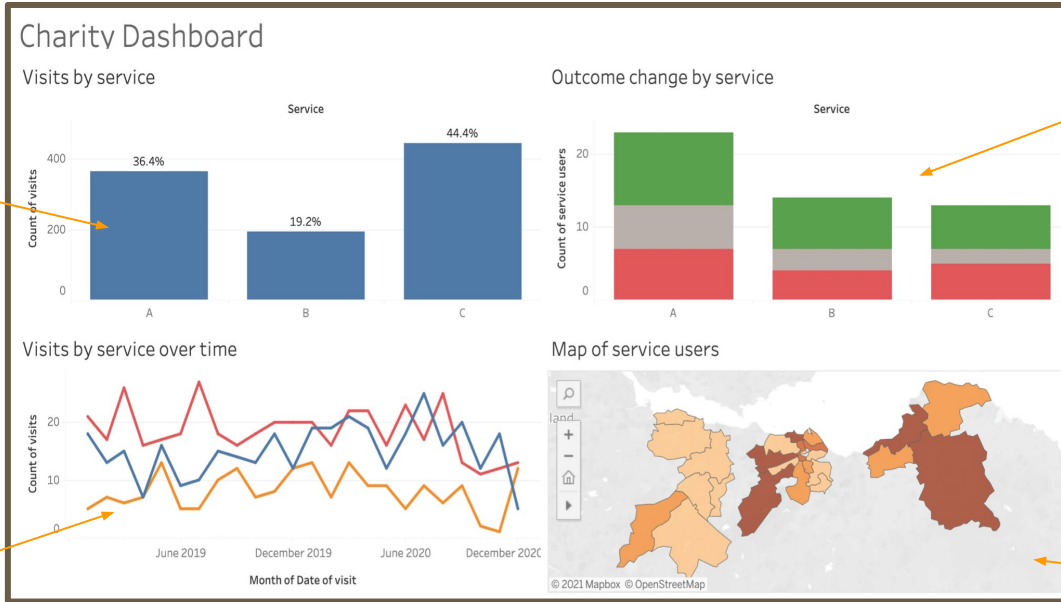 Charity Dashboard
Visits by service
Service
Count of visits
400
200
0
36.4%
19.2%
44.4%
A
B
C
Outcome change by service
Service
Count of service users
20
10
0
A
B
C
Visits by service over time
Count of visits
20
10
0
June 2019
December 2019
June 2020
December 2020
Month of Date of visit
Map of service users
land
© 2021 Mapbox © OpenStreetMap